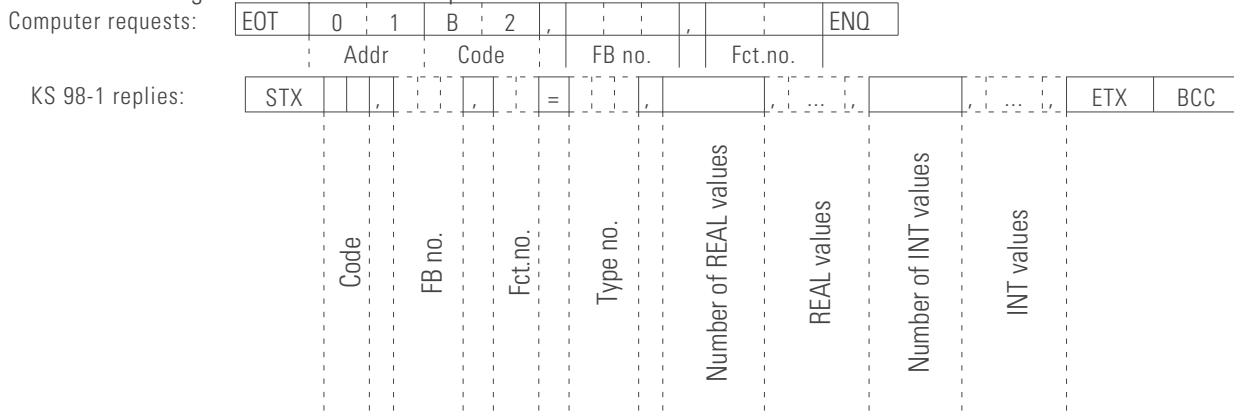 Computer requests: EOT 0 1 B 2 , , ENQ
Addr Code FB no. Fct.no.
KS 98-1 replies: STX , , = , , ... , , ... , ETX BCC
Code
FB no.
Fct.no.
Type no.
Number of REAL values
REAL values
Number of INT values
INT values